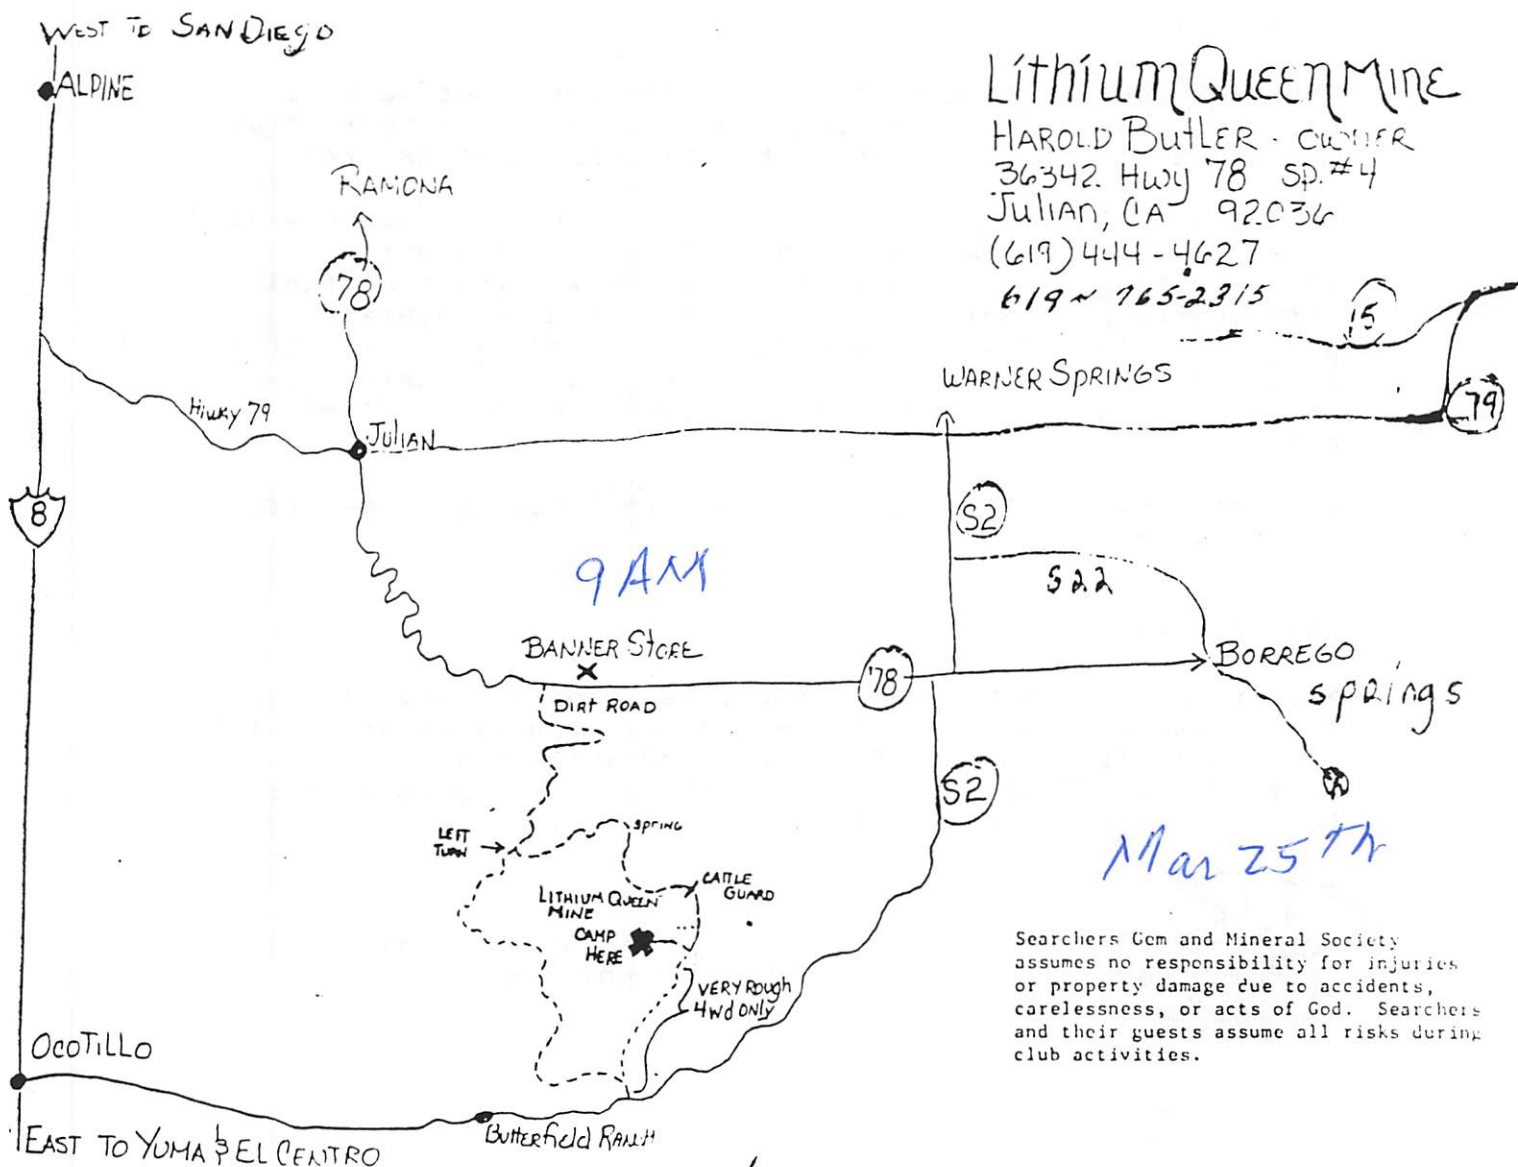 WEST TO SAN DIEGO
ALPINE
Lithium Queen Mine
HAROLD Butler - OWNER
36342 Hwy 78 SP. #4
Julian, CA 92036
(619) 444-4627
619 ~ 765-2315
RAMONA
78
15
WARNER SPRINGS
79
Hiwky 79
JULIAN
8
S2
9 AM
S22
BANNER STORE
78
BORREGO
springs
DIRT ROAD
S2
LEFT
TURN
SPRING
Mar 25th
CATTLE
GUARD
LITHIUM QUEEN
MINE
CAMP
HERE
VERY Rough
4Wd ONLY
Searchers Gem and Mineral Society
assumes no responsibility for injuries
or property damage due to accidents,
carelessness, or acts of God. Searchers
and their guests assume all risks during
club activities.
OCOTILLO
Butterfield RANCH
EAST TO YUMA & EL CENTRO